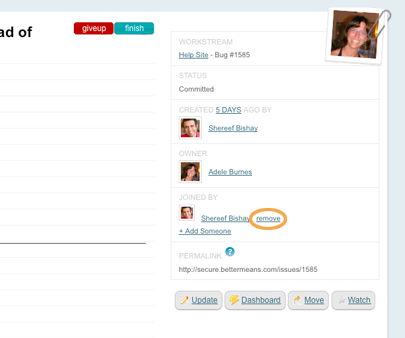 ad of
giveup finish
WORKSTREAM
Help Site - Bug #1585
STATUS
Committed
CREATED 5 DAYS AGO BY
Shereef Bishay
OWNER
Adele Burnes
JOINED BY
Shereef Bishay remove
+ Add Someone
PERMALINK
http://secure.bettermeans.com/issues/1585
Update Dashboard Move Watch